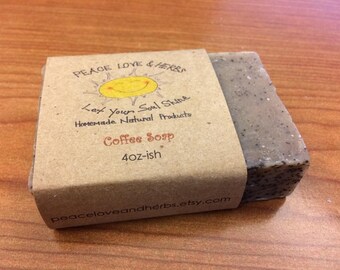 PEACE LOVE & HERBS
Let Your Soul Shine
Homemade Natural Products
Coffee Soap
4oz-ish
peaceloveandherbs.etsy.com